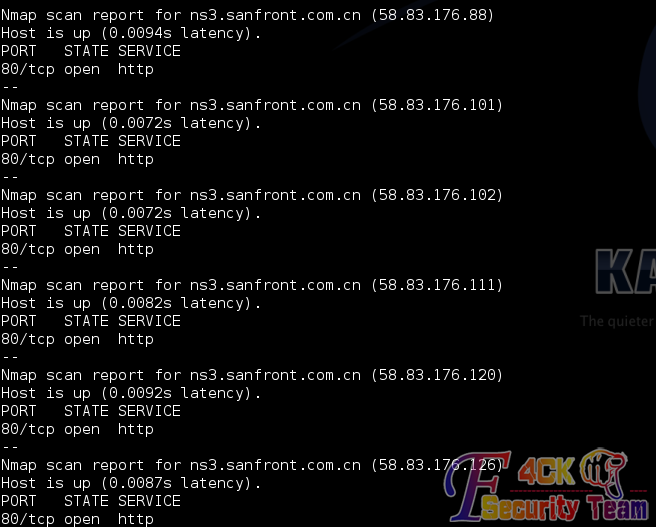 Nmap scan report for ns3.sanfront.com.cn (58.83.176.88)
Host is up (0.0094s latency).
PORT   STATE SERVICE
80/tcp open  http
--
Nmap scan report for ns3.sanfront.com.cn (58.83.176.101)
Host is up (0.0072s latency).
PORT   STATE SERVICE
80/tcp open  http
--
Nmap scan report for ns3.sanfront.com.cn (58.83.176.102)
Host is up (0.0072s latency).
PORT   STATE SERVICE
80/tcp open  http
--
Nmap scan report for ns3.sanfront.com.cn (58.83.176.111)
Host is up (0.0082s latency).
PORT   STATE SERVICE
80/tcp open  http
--
Nmap scan report for ns3.sanfront.com.cn (58.83.176.120)
Host is up (0.0092s latency).
PORT   STATE SERVICE
80/tcp open  http
--
Nmap scan report for ns3.sanfront.com.cn (58.83.176.126)
Host is up (0.0087s latency).
PORT   STATE SERVICE
80/tcp open  http
KA
The quieter
F4CK
Security Team